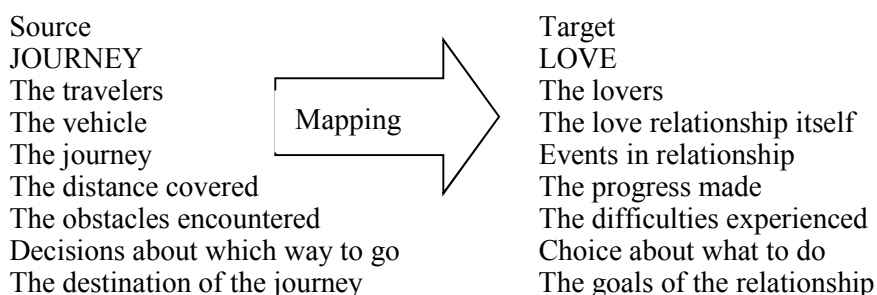 Source
JOURNEY
The travelers
The vehicle
The journey
The distance covered
The obstacles encountered
Decisions about which way to go
The destination of the journey
Mapping
Target
LOVE
The lovers
The love relationship itself
Events in relationship
The progress made
The difficulties experienced
Choice about what to do
The goals of the relationship